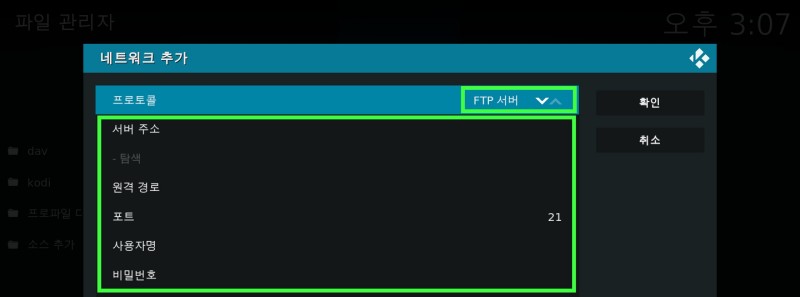 파일 관리자
오후 3:07
네트워크 추가
프로토콜 FTP 서버
확인
서버 주소
취소
- 탐색
dav
원격 경로
kodi
포트 21
프로파일
사용자명
소스 추가
비밀번호